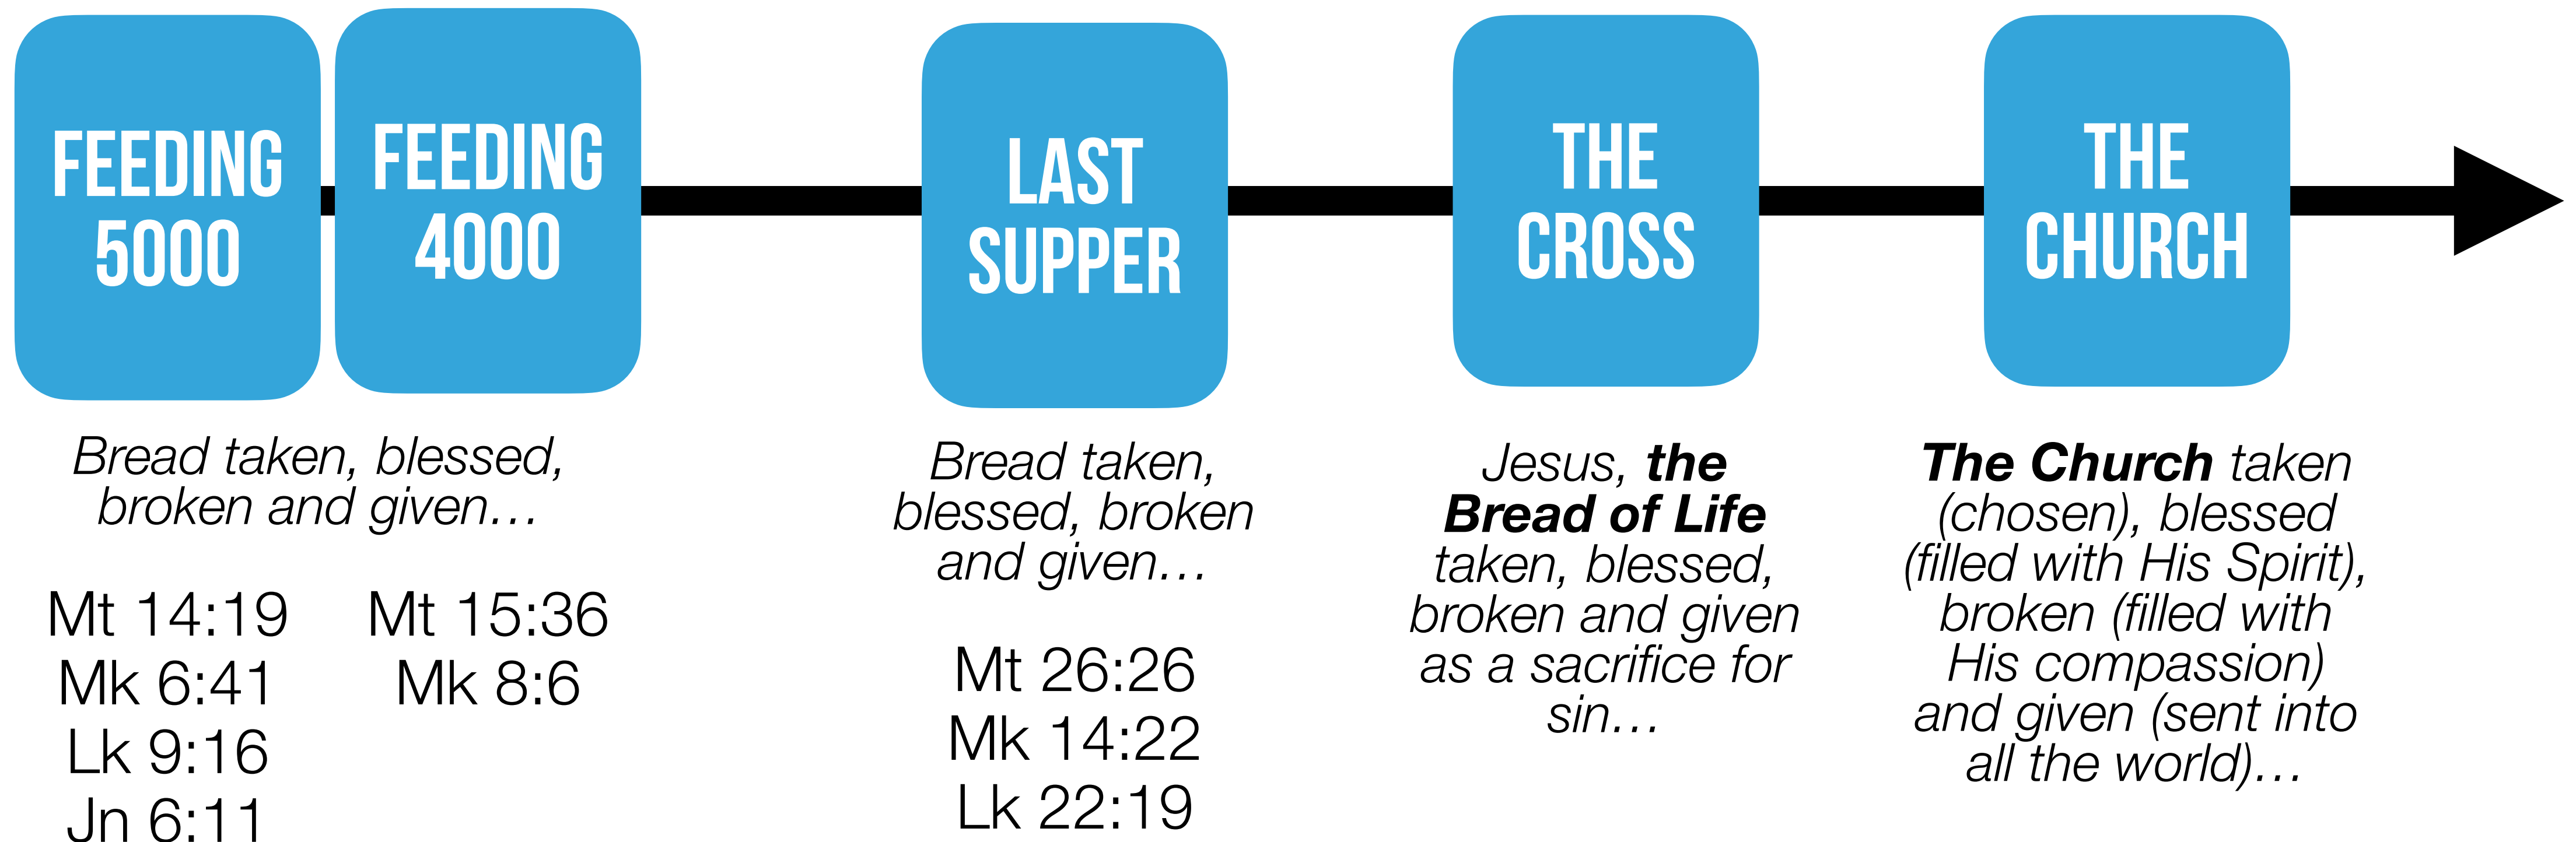 FEEDING
5000
FEEDING
4000
LAST
SUPPER
THE
CROSS
THE
CHURCH
Bread taken, blessed,
broken and given…
Mt 14:19
Mk 6:41
Lk 9:16
Jn 6:11
Mt 15:36
Mk 8:6
Bread taken,
blessed, broken
and given…
Mt 26:26
Mk 14:22
Lk 22:19
Jesus, the
Bread of Life
taken, blessed,
broken and given
as a sacrifice for
sin…
The Church taken
(chosen), blessed
(filled with His Spirit),
broken (filled with
His compassion)
and given (sent into
all the world)…